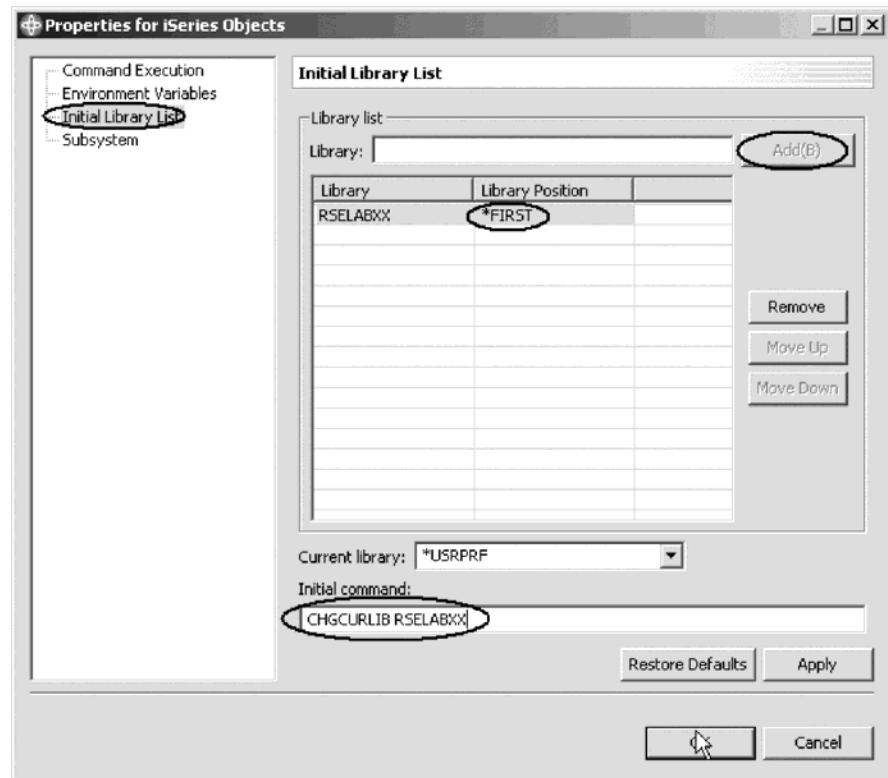 Properties for iSeries Objects
Command Execution
Environment Variables
Initial Library List
Subsystem
Initial Library List
Library list
Library:
Add(B)
Library Library Position
RSELABXX *FIRST
Remove
Move Up
Move Down
Current library: *USRPRF
Initial command:
CHGCURLIB RSELABXX
Restore Defaults Apply
Cancel